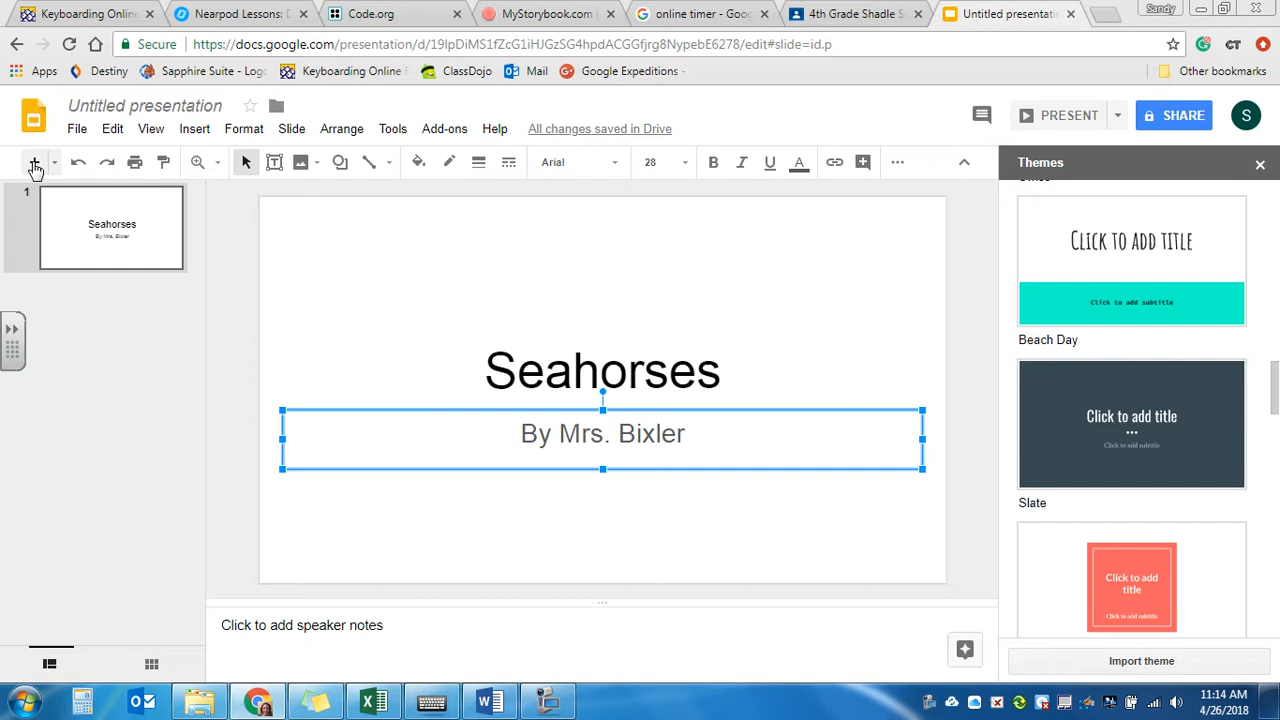 Keyboarding Online
Nearpod Lessons: D
Code.org
MyStorybook.com
online timer - Goog
4th Grade Shadle S
Untitled presentatio
Sandy
Secure
https://docs.google.com/presentation/d/19lpDiMS1fZsG1iHJGzSG4hpdACGGfjrg8NypebE6278/edit#slide=id.p
Apps
Destiny
Sapphire Suite - Log
Keyboarding Online F
ClassDojo
Mail
Google Expeditions -
Other bookmarks
Untitled presentation
PRESENT
SHARE
S
File Edit View Insert Format Slide Arrange Tools Add-ons Help All changes saved in Drive
Arial
28
B I U A
Themes
1
Seahorses
By Mrs. Bixler
Seahorses
By Mrs. Bixler
Click to add title
Click to add subtitle
Beach Day
Click to add title
Click to add subtitle
Slate
Click to add
title
Click to add subtitle
Click to add speaker notes
Import theme
11:14 AM
4/26/2018